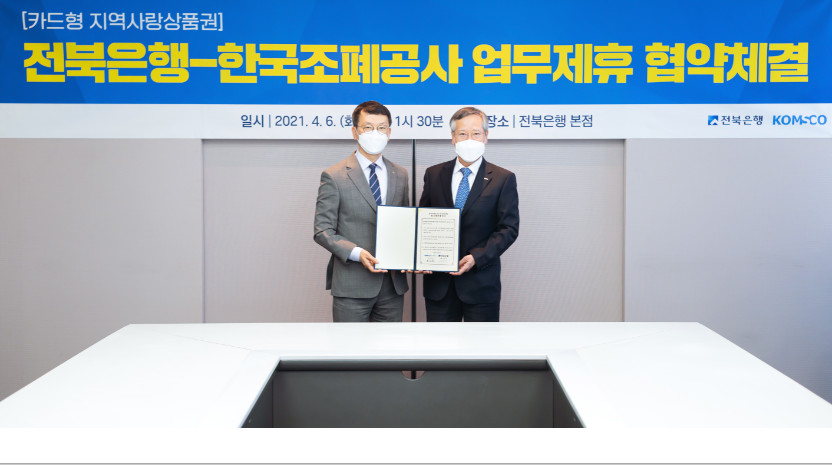 [카드형 지역사랑상품권]
전북은행-한국조폐공사 업무제휴 협약체결
일시 | 2021. 4. 6. (화 1시 30분 장소 | 전북은행 본점
전북은행 KOMSCO